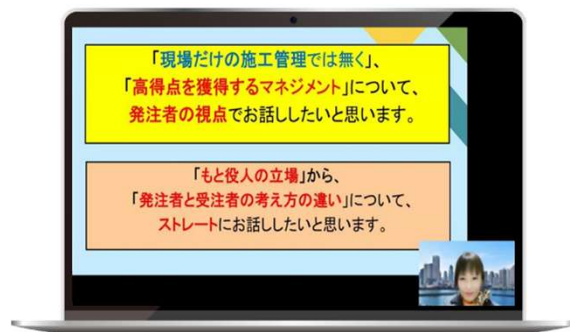 「現場だけの施工管理では無く」、
「高得点を獲得するマネジメント」について、
発注者の視点でお話ししたいと思います。
「もと役人の立場」から、
「発注者と受注者の考え方の違い」について、
ストレートにお話ししたいと思います。